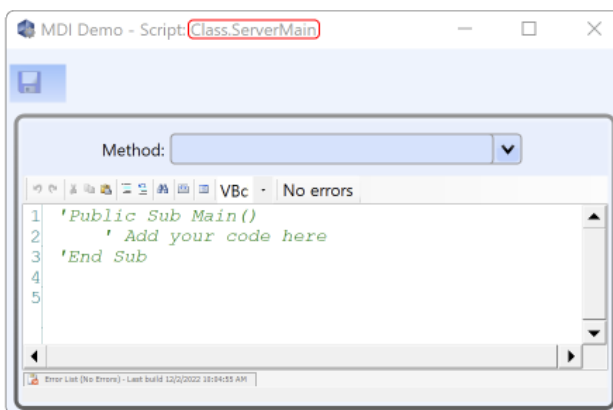 MDI Demo - Script: Class.ServerMain
Method:
VBc
No errors
1 'Public Sub Main()
2 ' Add your code here
3 'End Sub
4
5
Error List (No Errors) - Last build 12/2/2022 10:04:55 AM